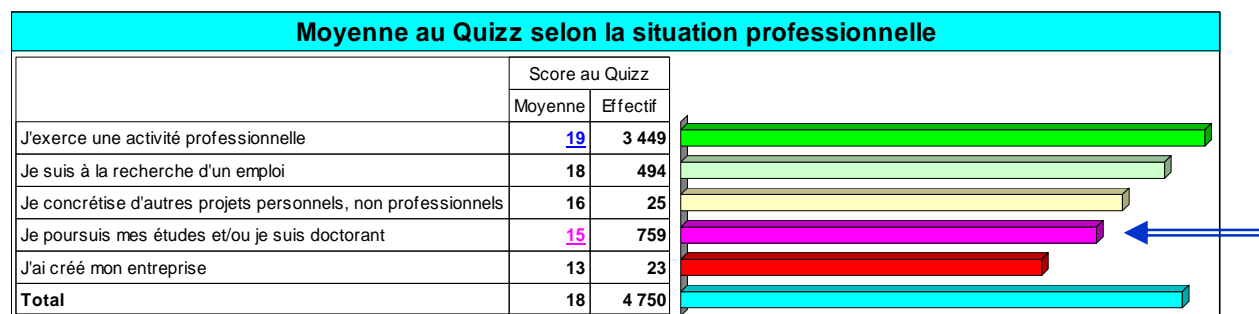 Moyenne au Quizz selon la situation professionnelle
Score au Quizz
Moyenne Effectif
J'exerce une activité professionnelle 19 3 449
Je suis à la recherche d'un emploi 18 494
Je concrétise d'autres projets personnels, non professionnels 16 25
Je poursuis mes études et/ou je suis doctorant 15 759
J'ai créé mon entreprise 13 23
Total 18 4 750